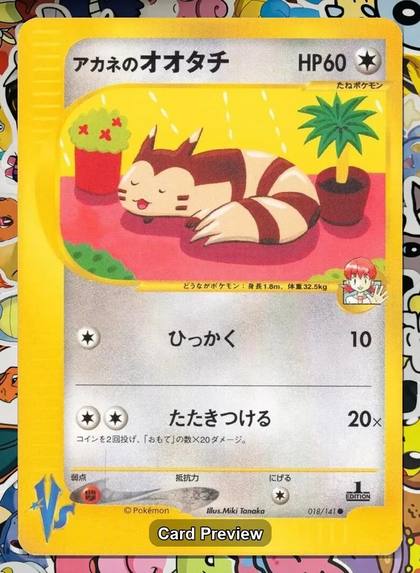 アカネのオオタチ HP60
たねポケモン
どうながポケモン：身長1.8m、体重32.5kg
ひっかく 10
たたきつける 20×
コインを2回投げ、「おもて」の数×20ダメージ。
弱点 抵抗力 にげる
VS
©Pokémon Illus.Miki Tanaka 018/141 1 EDITION
Card Preview